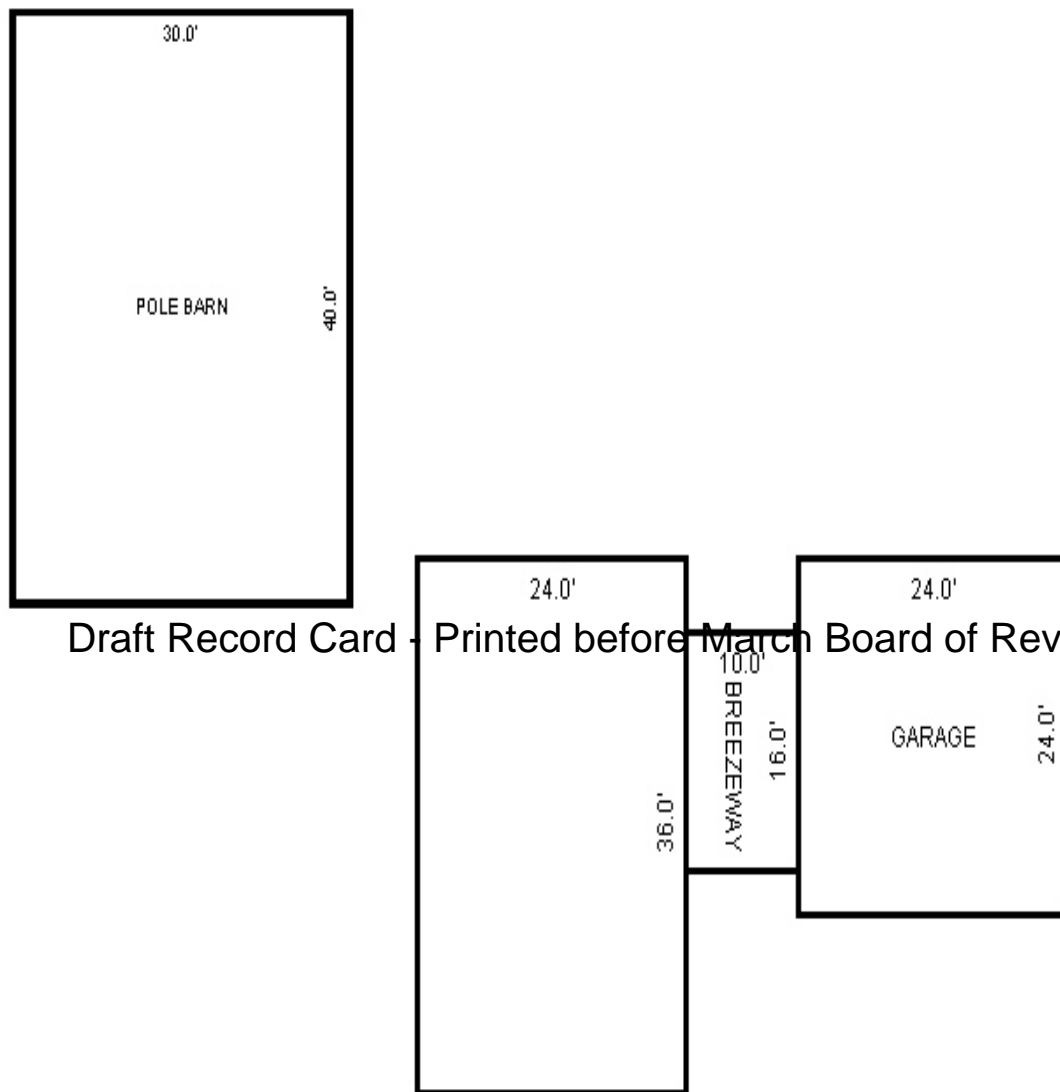 30.0'
POLE BARN
40.0'
24.0'
24.0'
Draft Record Card - Printed before March Board of Rev
10.0'
BREEZEWAY
16.0'
GARAGE
24.0'
36.0'